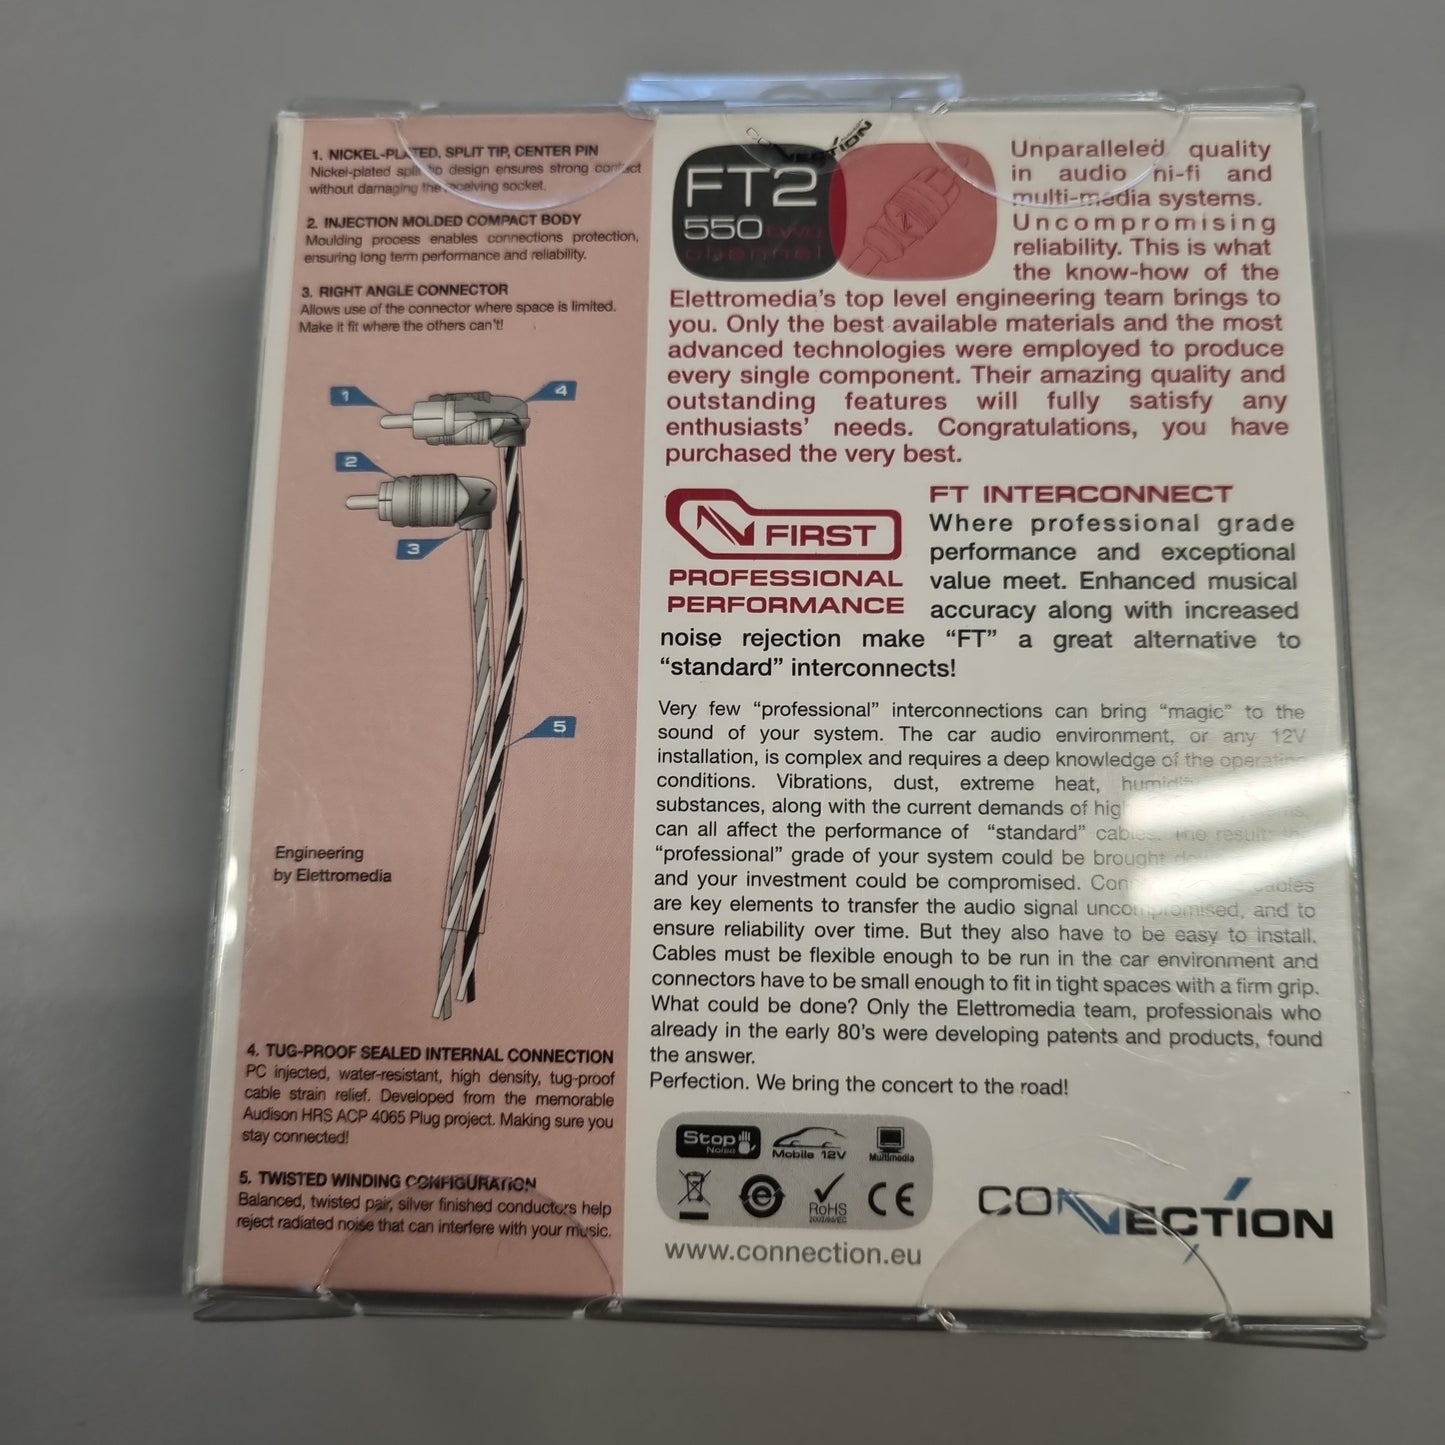 1. NICKEL-PLATED, SPLIT TIP, CENTER PIN
Nickel-plated split tip design ensures strong contact
without damaging the receiving socket.
2. INJECTION MOLDED COMPACT BODY
Moulding process enables connections protection,
ensuring long term performance and reliability.
3. RIGHT ANGLE CONNECTOR
Allows use of the connector where space is limited.
Make it fit where the others can't!
1
4
2
3
5
Engineering
by Elettromedia
4. TUG-PROOF SEALED INTERNAL CONNECTION
PC injected, water-resistant, high density, tug-proof
cable strain relief. Developed from the memorable
Audison HRS ACP 4065 Plug project. Making sure you
stay connected!
5. TWISTED WINDING CONFIGURATION
Balanced, twisted pair, silver finished conductors help
reject radiated noise that can interfere with your music.
CONNECTION
FT2
550 two
channel
Unparalleled quality
in audio hi-fi and
multi-media systems.
Uncompromising
reliability. This is what
the know-how of the
Elettromedia's top level engineering team brings to
you. Only the best available materials and the most
advanced technologies were employed to produce
every single component. Their amazing quality and
outstanding features will fully satisfy any
enthusiasts' needs. Congratulations, you have
purchased the very best.
FIRST
PROFESSIONAL
PERFORMANCE
FT INTERCONNECT
Where professional grade
performance and exceptional
value meet. Enhanced musical
accuracy along with increased
noise rejection make “FT” a great alternative to
“standard” interconnects!
Very few “professional” interconnections can bring “magic” to the
sound of your system. The car audio environment, or any 12V
installation, is complex and requires a deep knowledge of the operating
conditions. Vibrations, dust, extreme heat,
substances, along with the current demands of
can all affect the performance of “standard” cables. The result: the
“professional” grade of your system could be brought
and your investment could be compromised. cables
are key elements to transfer the audio signal uncompromised, and to
ensure reliability over time. But they also have to be easy to install.
Cables must be flexible enough to be run in the car environment and
connectors have to be small enough to fit in tight spaces with a firm grip.
What could be done? Only the Elettromedia team, professionals who
already in the early 80's were developing patents and products, found
the answer.
Perfection. We bring the concert to the road!
Stop
Noise
Mobile 12V
Multimedia
e
RoHS
2002/95/EC
CE
www.connection.eu
CONNECTION